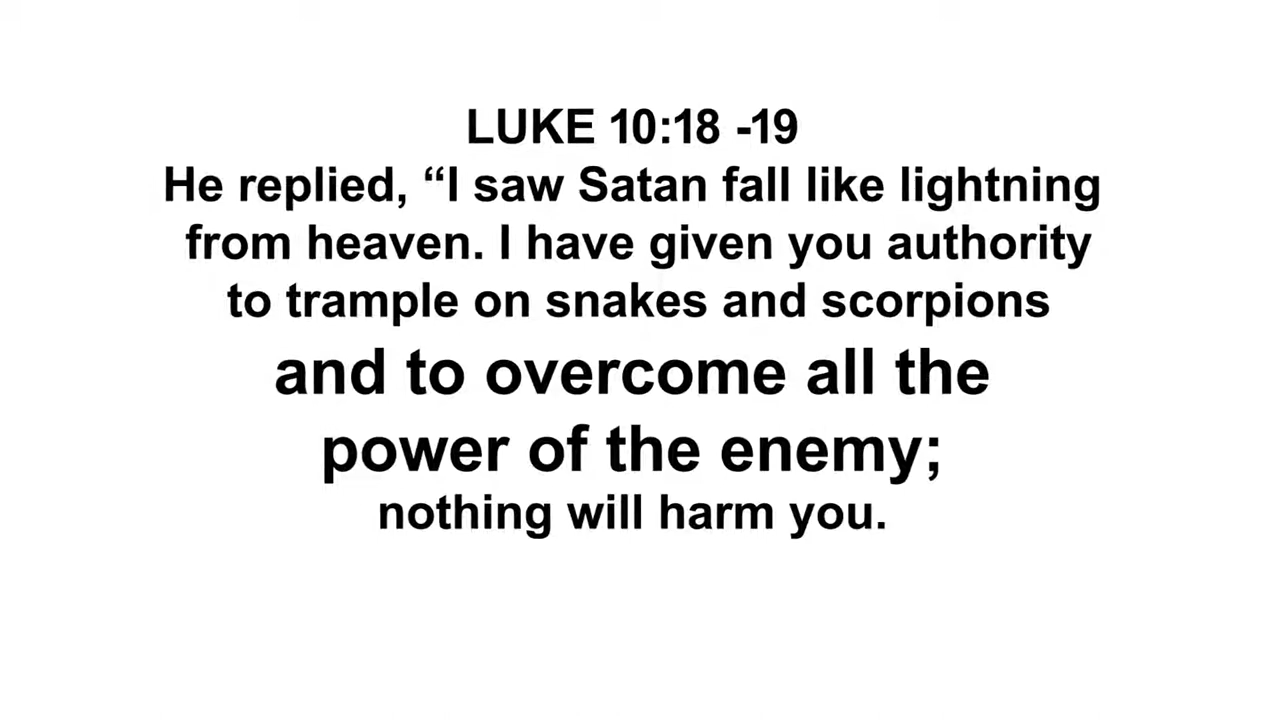 LUKE 10:18 -19
He replied, “I saw Satan fall like lightning
from heaven. I have given you authority
to trample on snakes and scorpions
and to overcome all the
power of the enemy;
nothing will harm you.